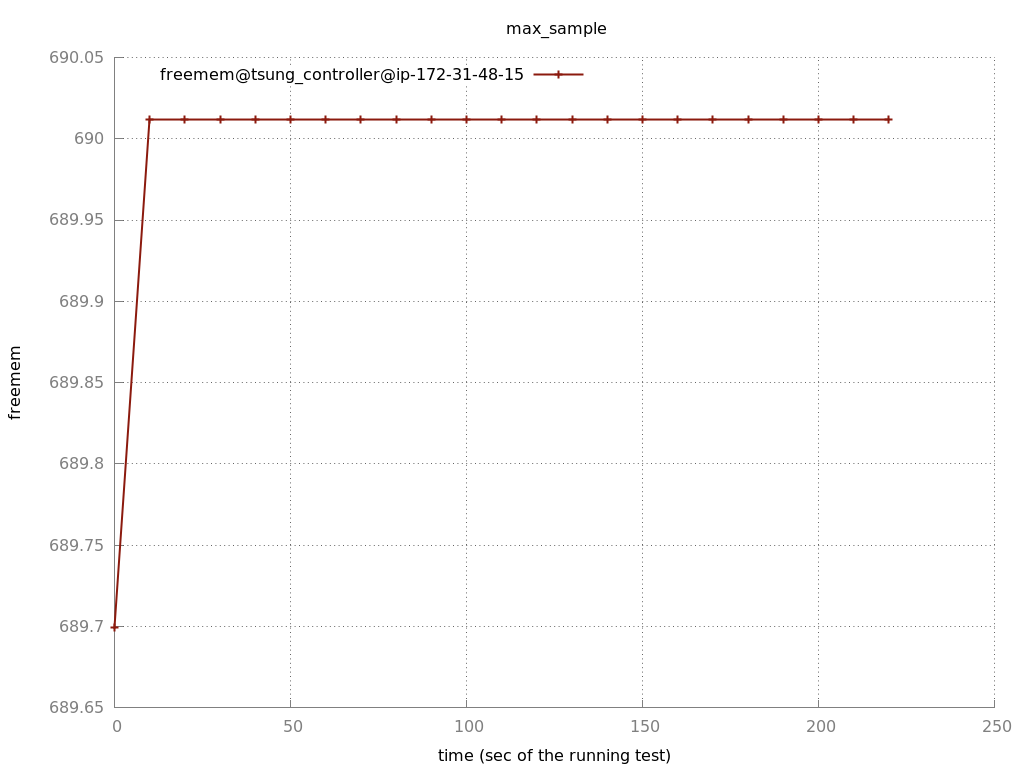 max_sample
690.05
freemem@tsung_controller@ip-172-31-48-15
690
689.95
689.9
689.85
freemem
689.8
689.75
689.7
689.65
0 50 100 150 200 250
time (sec of the running test)